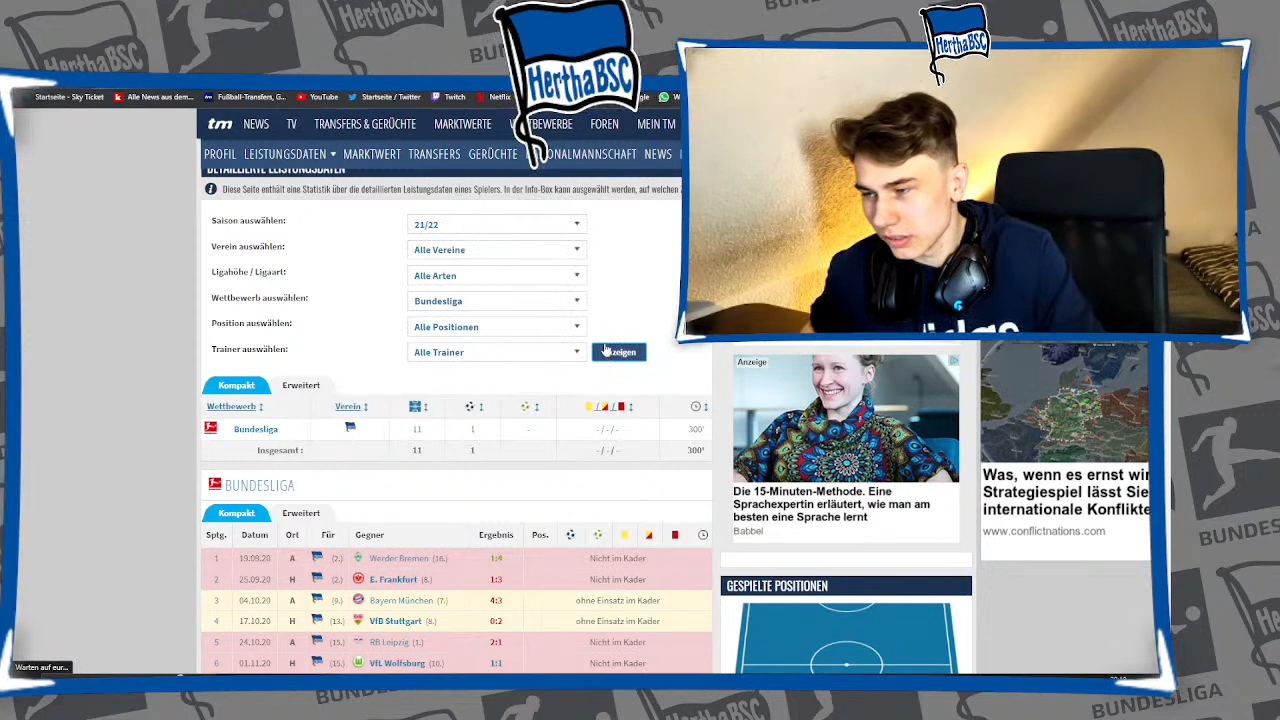 Startseite - Sky Ticket Alle News aus dem... Fußball-Transfers, G... YouTube Startseite / Twitter Twitch Netflix
tm NEWS TV TRANSFERS & GERÜCHTE MARKTWERTE FOREN MEIN TM
PROFIL LEISTUNGSDATEN MARKTWERT TRANSFERS GERÜCHTE NEWS
DETAILLIERTE LEISTUNGSDATEN
Diese Seite enthält eine Statistik über die detaillierten Leistungsdaten eines Spielers. In der Info-Box kann ausgewählt werden, auf welchen
Saison auswählen: 21/22
Verein auswählen: Alle Vereine
Ligahöhe / Ligaart: Alle Arten
Wettbewerb auswählen: Bundesliga
Position auswählen: Alle Positionen
Trainer auswählen: Alle Trainer
Kompakt Erweitert
Wettbewerb Verein
Bundesliga 11 1 - -/-/- 300'
Insgesamt : 11 1 -/-/- 300'
BUNDESLIGA
Kompakt Erweitert
Sptg. Datum Ort Für Gegner Ergebnis Pos.
1 19.09.20 A (2.) Werder Bremen (16.) 1:4 Nicht im Kader
2 25.09.20 H (2.) E. Frankfurt (8.) 1:3 Nicht im Kader
3 04.10.20 A (9.) Bayern München (7.) 4:3 ohne Einsatz im Kader
4 17.10.20 H (13.) VfB Stuttgart (8.) 0:2 ohne Einsatz im Kader
5 24.10.20 A (15.) RB Leipzig (1.) 2:1 Nicht im Kader
6 01.11.20 H (15.) VfL Wolfsburg (10.) 1:1 Nicht im Kader
Warten auf eur...
HerthaBSC
HerthaBSC
Anzeige
Die 15-Minuten-Methode. Eine
Sprachexpertin erläutert, wie man am
besten eine Sprache lernt
Babbel
GESPIELTE POSITIONEN
Was, wenn es ernst wir
Strategiespiel lässt Sie
internationale Konflikte
www.conflictnations.com
BUNDESLIGA